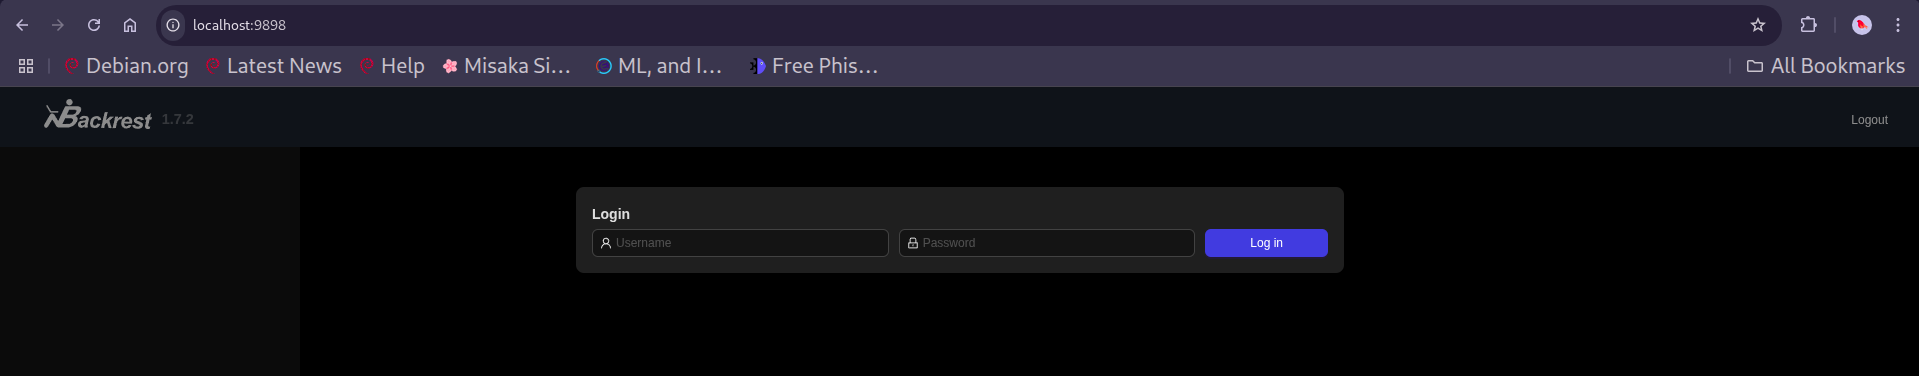 localhost:9898
Debian.org Latest News Help Misaka Si... ML, and I... Free Phis... All Bookmarks
Backrest 1.7.2 Logout
Login
Username Password Log in